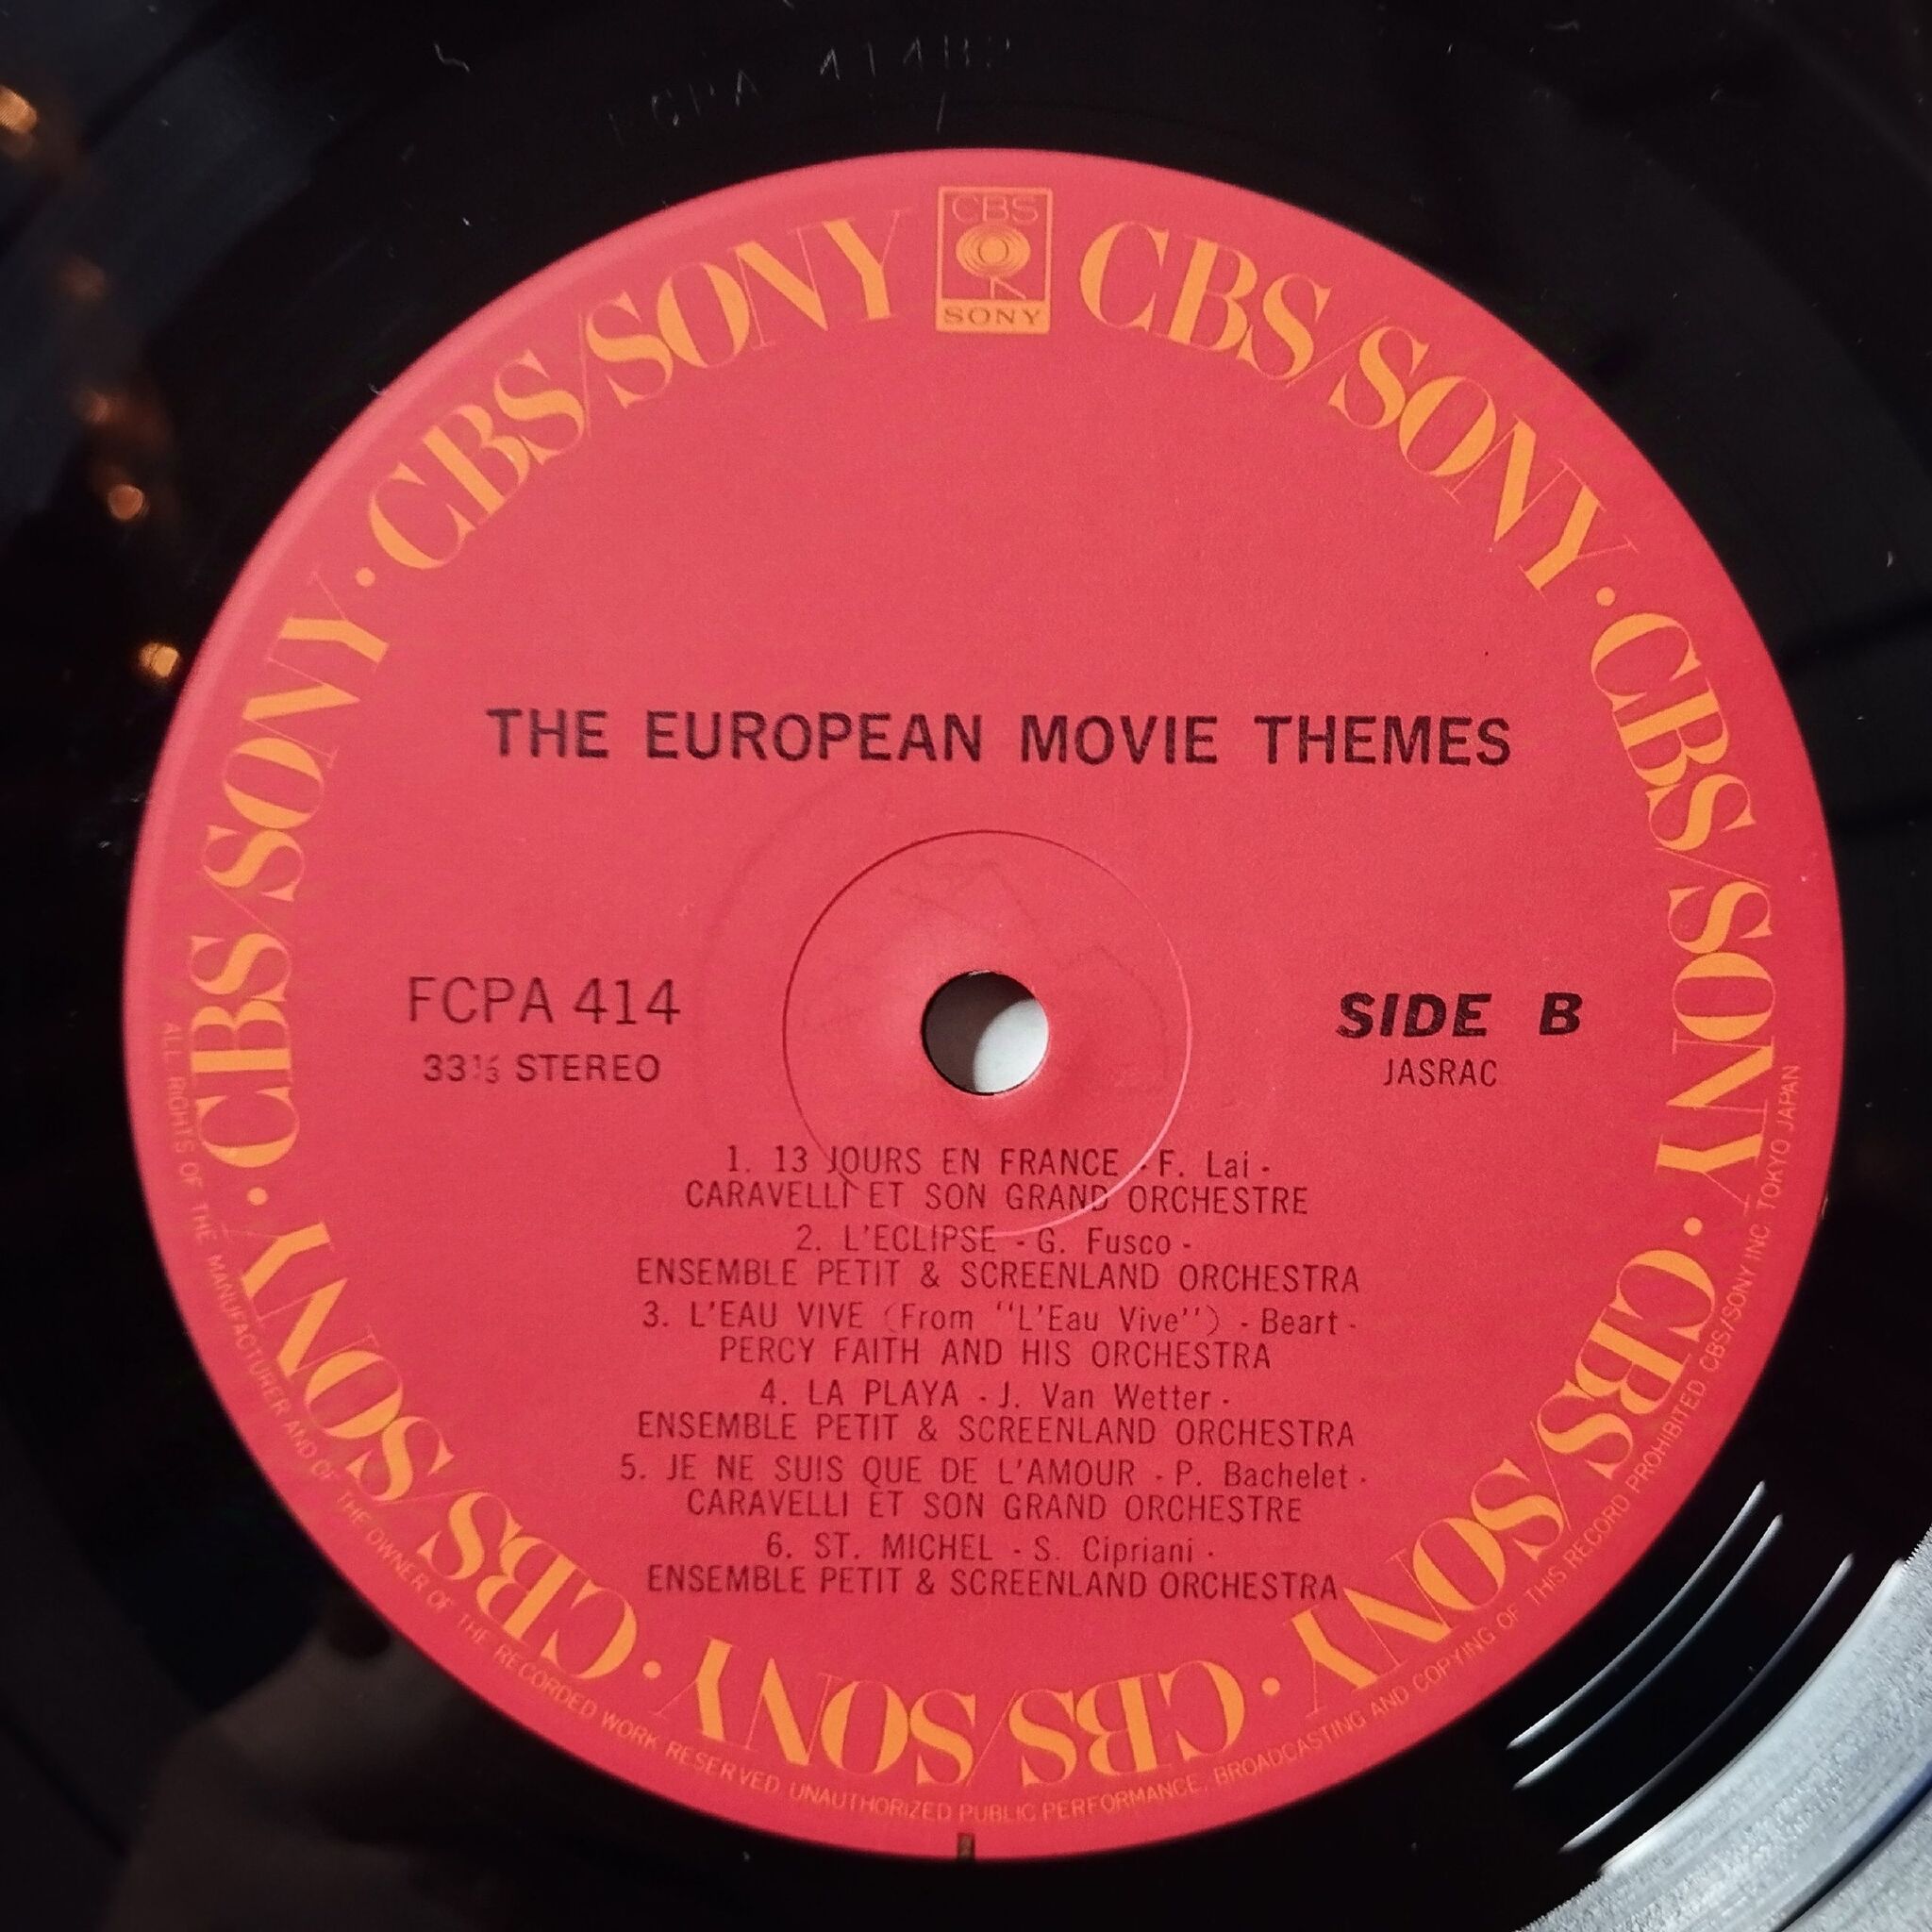 FCPA 414B2
CBS
SONY
CBS/SONY · CBS/SONY · CBS/SONY · CBS/SONY · CBS/SONY · CBS/SONY · CBS/SONY
THE EUROPEAN MOVIE THEMES
FCPA 414
33⅓ STEREO
SIDE B
JASRAC
1. 13 JOURS EN FRANCE - F. Lai -
CARAVELLI ET SON GRAND ORCHESTRE
2. L'ECLIPSE - G. Fusco -
ENSEMBLE PETIT & SCREENLAND ORCHESTRA
3. L'EAU VIVE (From "L'Eau Vive") - Beart -
PERCY FAITH AND HIS ORCHESTRA
4. LA PLAYA - J. Van Wetter -
ENSEMBLE PETIT & SCREENLAND ORCHESTRA
5. JE NE SUIS QUE DE L'AMOUR - P. Bachelet -
CARAVELLI ET SON GRAND ORCHESTRE
6. ST. MICHEL - S. Cipriani -
ENSEMBLE PETIT & SCREENLAND ORCHESTRA
ALL RIGHTS OF THE MANUFACTURER AND OF THE OWNER OF THE RECORDED WORK RESERVED. UNAUTHORIZED PUBLIC PERFORMANCE, BROADCASTING AND COPYING OF THIS RECORD PROHIBITED CBS/SONY INC. TOKYO JAPAN